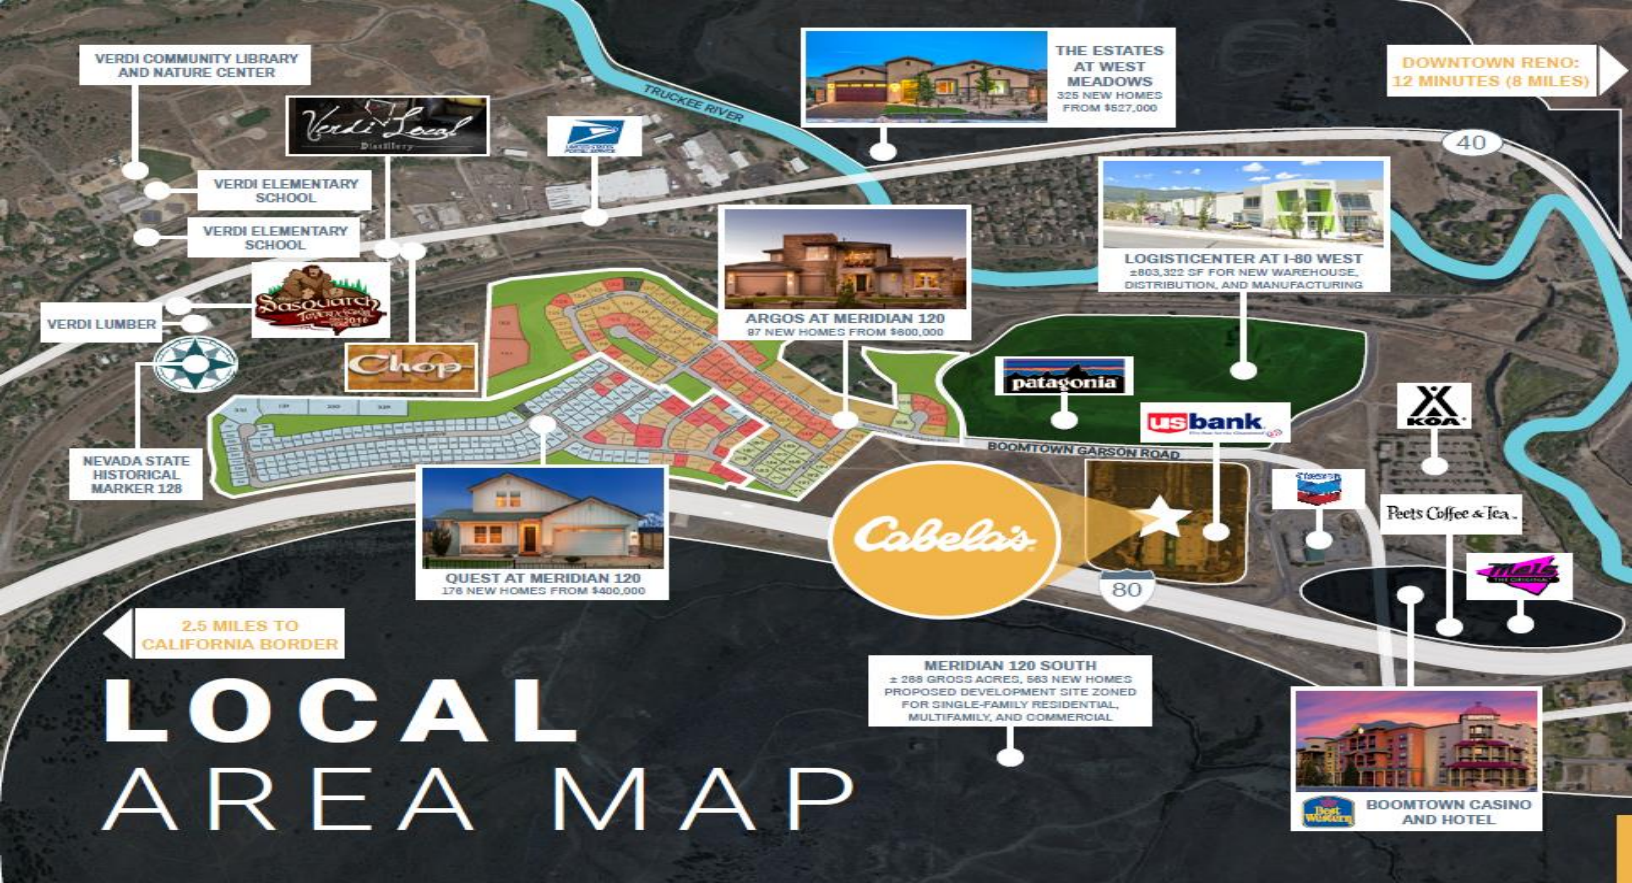 VERDI COMMUNITY LIBRARY
AND NATURE CENTER
Verdi Local
Distillery
TRUCKEE RIVER
THE ESTATES
AT WEST
MEADOWS
325 NEW HOMES
FROM $527,000
DOWNTOWN RENO:
12 MINUTES (8 MILES)
40
VERDI ELEMENTARY
SCHOOL
VERDI ELEMENTARY
SCHOOL
LOGISTICENTER AT I-80 WEST
±803,322 SF FOR NEW WAREHOUSE,
DISTRIBUTION, AND MANUFACTURING
Sasquatch
VERDI LUMBER
ARGOS AT MERIDIAN 120
97 NEW HOMES FROM $600,000
Chop
patagonia
usbank
KOA
BOOMTOWN GARSON ROAD
NEVADA STATE
HISTORICAL
MARKER 128
Peets Coffee & Tea
Cabela's
Mels
QUEST AT MERIDIAN 120
176 NEW HOMES FROM $400,000
80
2.5 MILES TO
CALIFORNIA BORDER
MERIDIAN 120 SOUTH
± 288 GROSS ACRES, 563 NEW HOMES
PROPOSED DEVELOPMENT SITE ZONED
FOR SINGLE-FAMILY RESIDENTIAL,
MULTIFAMILY, AND COMMERCIAL
LOCAL
AREA MAP
Best
Western
BOOMTOWN CASINO
AND HOTEL